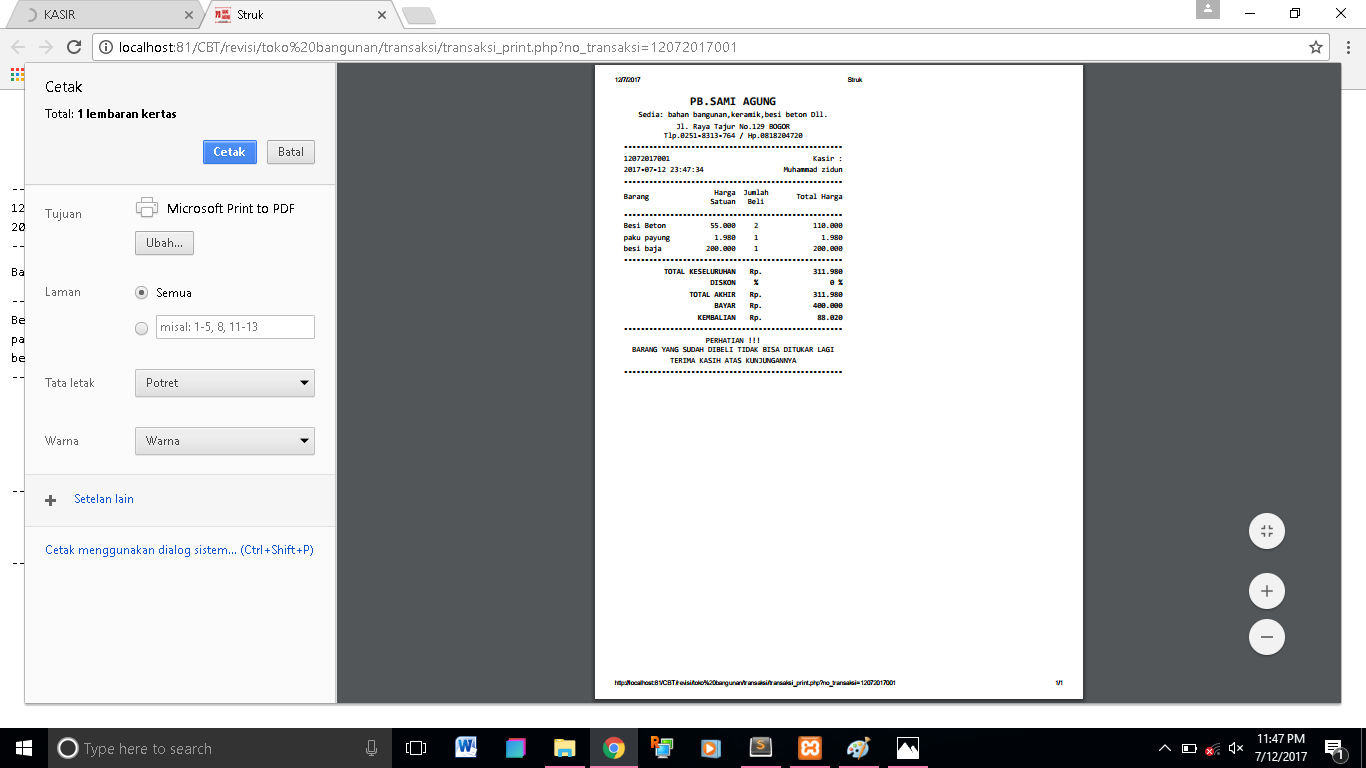 KASIR
Struk
localhost:81/CBT/revisi/toko%20bangunan/transaksi/transaksi_print.php?no_transaksi=12072017001
Cetak
Total: 1 lembaran kertas
Cetak Batal
Tujuan Microsoft Print to PDF
Ubah...
Laman Semua
misal: 1-5, 8, 11-13
Tata letak Potret
Warna Warna
Setelan lain
Cetak menggunakan dialog sistem... (Ctrl+Shift+P)
12
20
Ba
Be
pa
be
12/7/2017 Struk
PB.SAMI AGUNG
Sedia: bahan bangunan,keramik,besi beton Dll.
Jl. Raya Tajur No.129 BOGOR
Tlp.0251-8313-764 / Hp.0818204720
------------------------------------------------
12072017001 Kasir :
2017-07-12 23:47:34 Muhammad zidun
------------------------------------------------
Barang Harga Satuan Jumlah Beli Total Harga
------------------------------------------------
Besi Beton 55.000 2 110.000
paku payung 1.980 1 1.980
besi baja 200.000 1 200.000
------------------------------------------------
TOTAL KESELURUHAN Rp. 311.980
DISKON % 0 %
TOTAL AKHIR Rp. 311.980
BAYAR Rp. 400.000
KEMBALIAN Rp. 88.020
------------------------------------------------
PERHATIAN !!!
BARANG YANG SUDAH DIBELI TIDAK BISA DITUKAR LAGI
TERIMA KASIH ATAS KUNJUNGANNYA
------------------------------------------------
http://localhost:81/CBT/revisi/toko%20bangunan/transaksi/transaksi_print.php?no_transaksi=12072017001 1/1
Type here to search
11:47 PM
7/12/2017
1